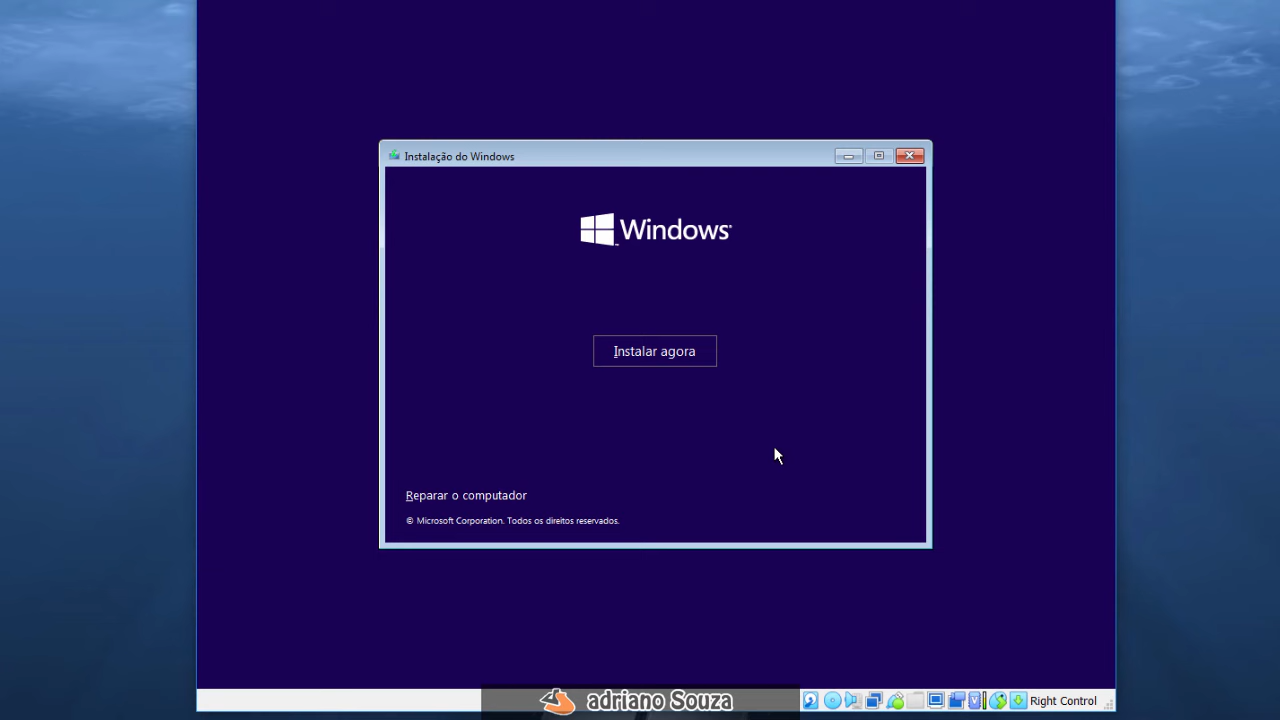 Instalação do Windows
Windows
Instalar agora
Reparar o computador
© Microsoft Corporation. Todos os direitos reservados.
adriano Souza
Right Control